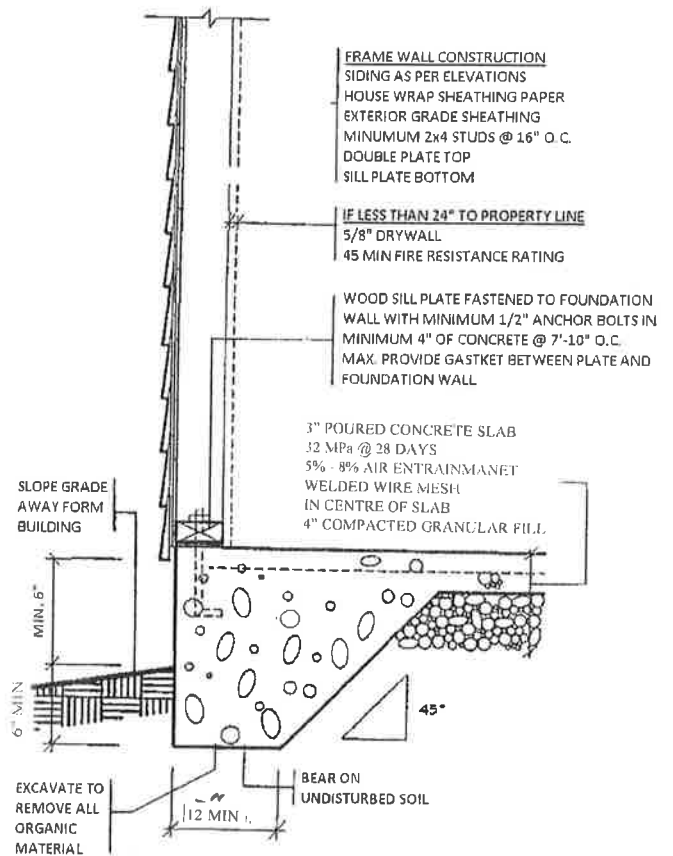 FRAME WALL CONSTRUCTION
SIDING AS PER ELEVATIONS
HOUSE WRAP SHEATHING PAPER
EXTERIOR GRADE SHEATHING
MINUMUM 2x4 STUDS @ 16" O.C.
DOUBLE PLATE TOP
SILL PLATE BOTTOM
IF LESS THAN 24" TO PROPERTY LINE
5/8" DRYWALL
45 MIN FIRE RESISTANCE RATING
WOOD SILL PLATE FASTENED TO FOUNDATION
WALL WITH MINIMUM 1/2" ANCHOR BOLTS IN
MINIMUM 4" OF CONCRETE @ 7'-10" O.C.
MAX. PROVIDE GASTKET BETWEEN PLATE AND
FOUNDATION WALL
3" POURED CONCRETE SLAB
32 MPa @ 28 DAYS
5% - 8% AIR ENTRAINMANET
WELDED WIRE MESH
IN CENTRE OF SLAB
4" COMPACTED GRANULAR FILL
SLOPE GRADE
AWAY FORM
BUILDING
MIN. 6"
6" MIN
45°
EXCAVATE TO
REMOVE ALL
ORGANIC
MATERIAL
12 MIN.
BEAR ON
UNDISTURBED SOIL